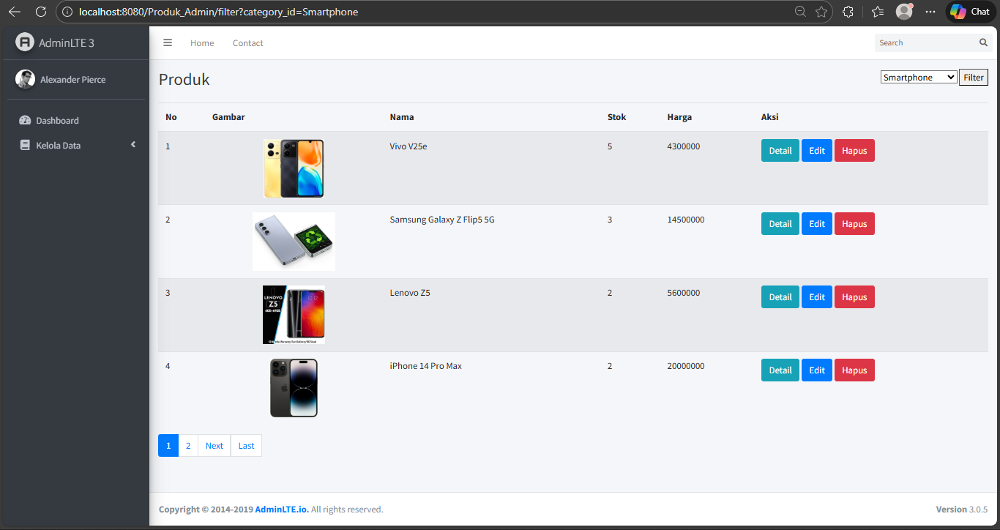 localhost:8080/Produk_Admin/filter?category_id=Smartphone
Chat
AdminLTE 3
Home Contact
Search
Alexander Pierce
Dashboard
Kelola Data
Produk
Smartphone Filter
No Gambar Nama Stok Harga Aksi
1 Vivo V25e 5 4300000 Detail Edit Hapus
2 Samsung Galaxy Z Flip5 5G 3 14500000 Detail Edit Hapus
3 Lenovo Z5 2 5600000 Detail Edit Hapus
LENOVO
Z5
4 iPhone 14 Pro Max 2 20000000 Detail Edit Hapus
1 2 Next Last
Copyright © 2014-2019 AdminLTE.io. All rights reserved.
Version 3.0.5